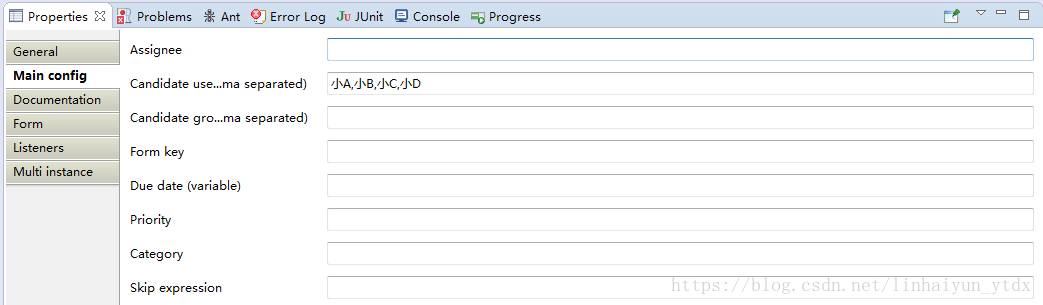 Properties Problems Ant Error Log JUnit Console Progress
General
Main config
Documentation
Form
Listeners
Multi instance
Assignee
Candidate use...ma separated) 小A,小B,小C,小D
Candidate gro...ma separated)
Form key
Due date (variable)
Priority
Category
Skip expression
https://blog.csdn.net/linhaiyun_ytdx